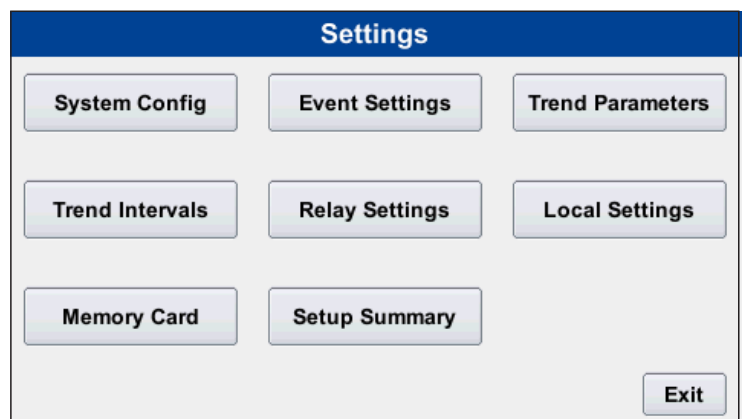 Settings
System Config
Event Settings
Trend Parameters
Trend Intervals
Relay Settings
Local Settings
Memory Card
Setup Summary
Exit